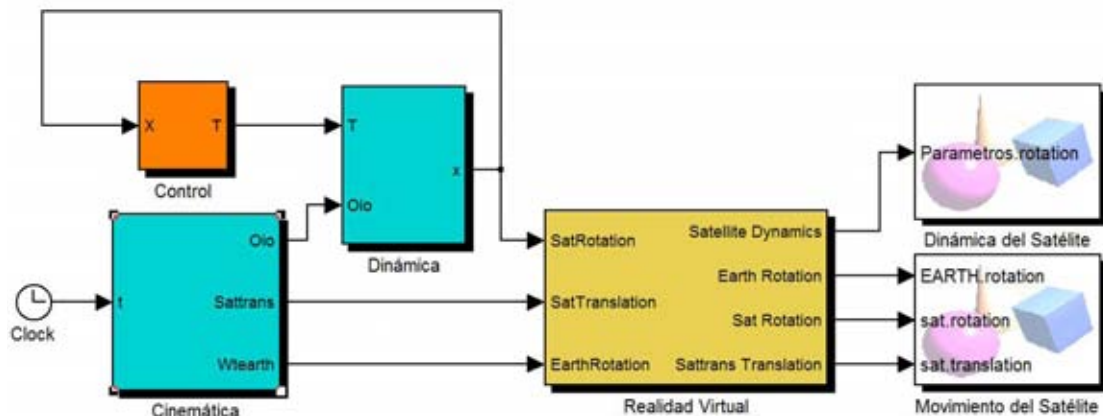 X T
Control
T
x
Oio
Dinámica
Clock
t
Oio
Sattrans
Wtearth
Cinemática
SatRotation
SatTranslation
EarthRotation
Satellite Dynamics
Earth Rotation
Sat Rotation
Sattrans Translation
Realidad Virtual
Parametros.rotation
Dinámica del Satélite
EARTH.rotation
sat.rotation
sat.translation
Movimiento del Satélite